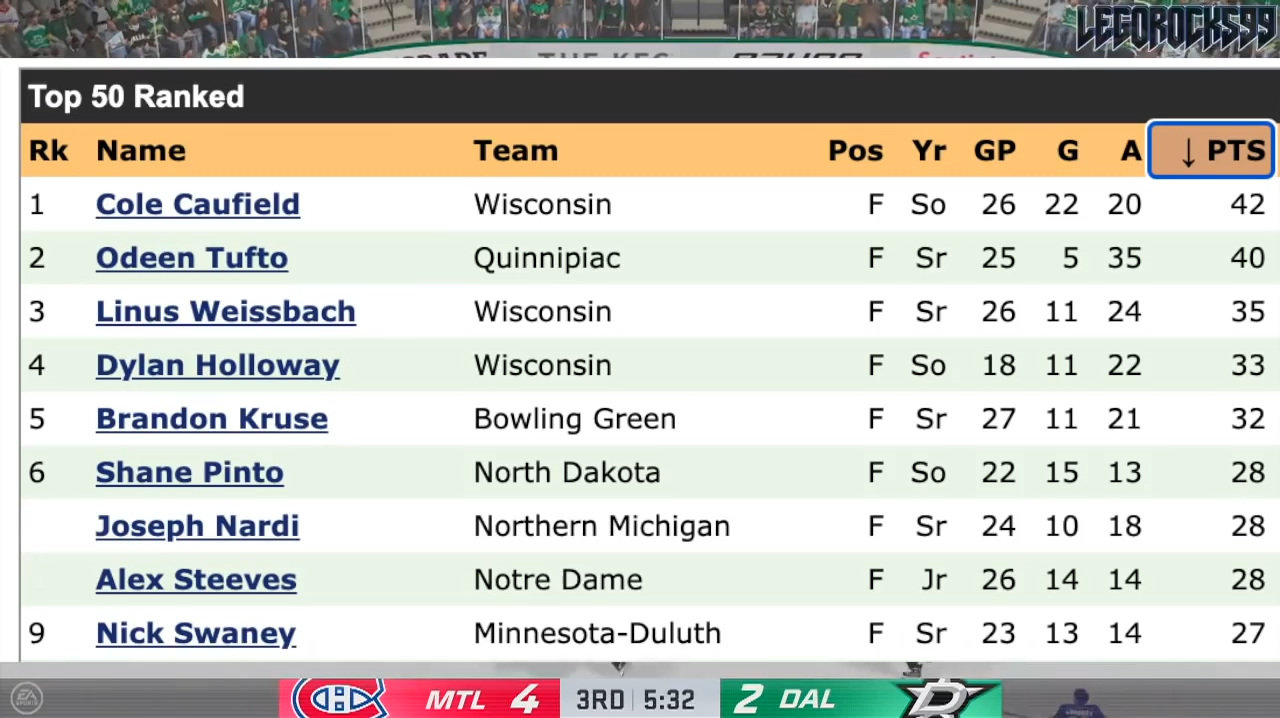 LEGOROCKS99
Top 50 Ranked
Rk Name Team Pos Yr GP G A ↓ PTS
1 Cole Caufield Wisconsin F So 26 22 20 42
2 Odeen Tufto Quinnipiac F Sr 25 5 35 40
3 Linus Weissbach Wisconsin F Sr 26 11 24 35
4 Dylan Holloway Wisconsin F So 18 11 22 33
5 Brandon Kruse Bowling Green F Sr 27 11 21 32
6 Shane Pinto North Dakota F So 22 15 13 28
Joseph Nardi Northern Michigan F Sr 24 10 18 28
Alex Steeves Notre Dame F Jr 26 14 14 28
9 Nick Swaney Minnesota-Duluth F Sr 23 13 14 27
EA SPORTS MTL 4 3RD 5:32 2 DAL